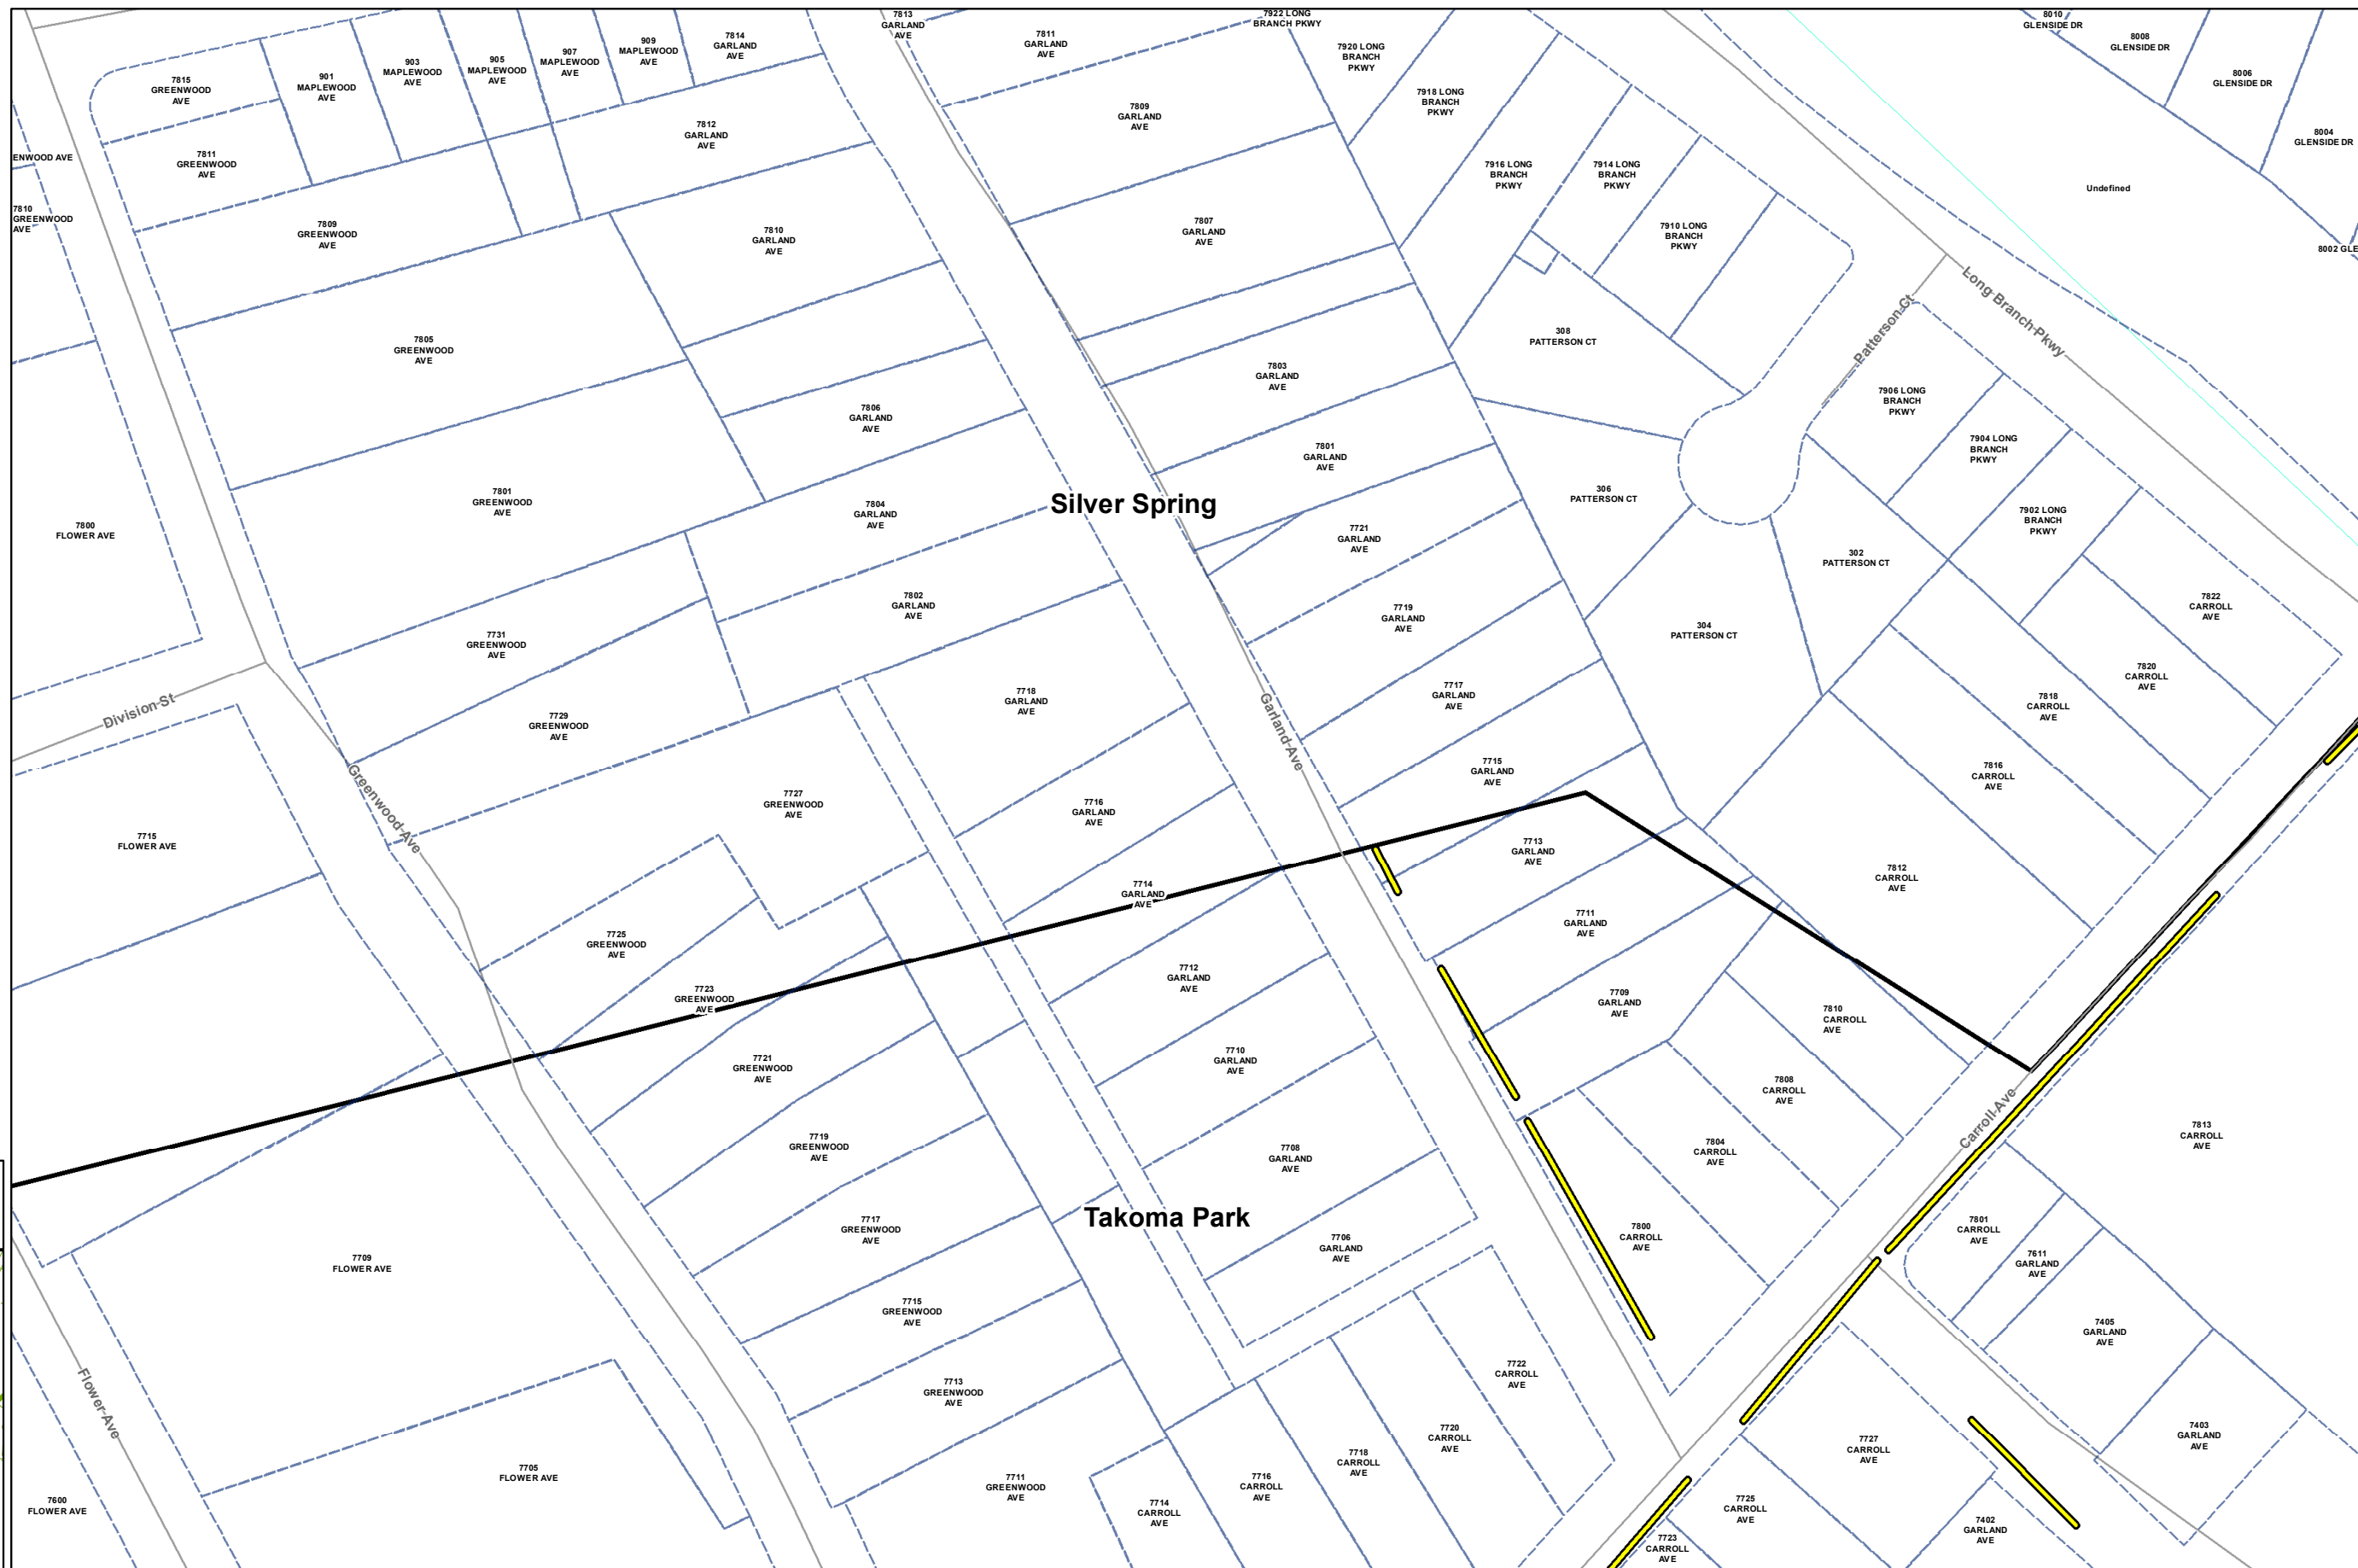 7813
GARLAND
AVE
7922 LONG
BRANCH PKWY
8010
GLENSIDE DR
8008
GLENSIDE DR
8006
GLENSIDE DR
8004
GLENSIDE DR
8002 GLE
Undefined
7815
GREENWOOD
AVE
901
MAPLEWOOD
AVE
903
MAPLEWOOD
AVE
905
MAPLEWOOD
AVE
907
MAPLEWOOD
AVE
909
MAPLEWOOD
AVE
7814
GARLAND
AVE
7811
GARLAND
AVE
7920 LONG
BRANCH
PKWY
7918 LONG
BRANCH
PKWY
7809
GARLAND
AVE
7812
GARLAND
AVE
ENWOOD AVE
7811
GREENWOOD
AVE
7916 LONG
BRANCH
PKWY
7914 LONG
BRANCH
PKWY
7910 LONG
BRANCH
PKWY
7810
GREENWOOD
AVE
7809
GREENWOOD
AVE
7810
GARLAND
AVE
7807
GARLAND
AVE
Long Branch Pkwy
Patterson Ct
308
PATTERSON CT
7805
GREENWOOD
AVE
7803
GARLAND
AVE
7806
GARLAND
AVE
7906 LONG
BRANCH
PKWY
7904 LONG
BRANCH
PKWY
7801
GARLAND
AVE
306
PATTERSON CT
7801
GREENWOOD
AVE
7804
GARLAND
AVE
Silver Spring
7800
FLOWER AVE
7721
GARLAND
AVE
7902 LONG
BRANCH
PKWY
302
PATTERSON CT
7802
GARLAND
AVE
7719
GARLAND
AVE
304
PATTERSON CT
7822
CARROLL
AVE
7731
GREENWOOD
AVE
7820
CARROLL
AVE
7718
GARLAND
AVE
7717
GARLAND
AVE
7818
CARROLL
AVE
Division St
7729
GREENWOOD
AVE
Garland Ave
7715
GARLAND
AVE
7816
CARROLL
AVE
Greenwood Ave
7727
GREENWOOD
AVE
7716
GARLAND
AVE
7715
FLOWER AVE
7713
GARLAND
AVE
7812
CARROLL
AVE
7714
GARLAND
AVE
7711
GARLAND
AVE
7725
GREENWOOD
AVE
7712
GARLAND
AVE
7723
GREENWOOD
AVE
7709
GARLAND
AVE
7810
CARROLL
AVE
7721
GREENWOOD
AVE
7710
GARLAND
AVE
7808
CARROLL
AVE
Carroll Ave
7813
CARROLL
AVE
7719
GREENWOOD
AVE
7708
GARLAND
AVE
7804
CARROLL
AVE
Takoma Park
7717
GREENWOOD
AVE
7706
GARLAND
AVE
7800
CARROLL
AVE
7801
CARROLL
AVE
7611
GARLAND
AVE
7709
FLOWER AVE
7715
GREENWOOD
AVE
7405
GARLAND
AVE
Flower Ave
7713
GREENWOOD
AVE
7722
CARROLL
AVE
7720
CARROLL
AVE
7403
GARLAND
AVE
7727
CARROLL
AVE
7718
CARROLL
AVE
7705
FLOWER AVE
7711
GREENWOOD
AVE
7716
CARROLL
AVE
7600
FLOWER AVE
7714
CARROLL
AVE
7725
CARROLL
AVE
7402
GARLAND
AVE
7723
CARROLL
AVE